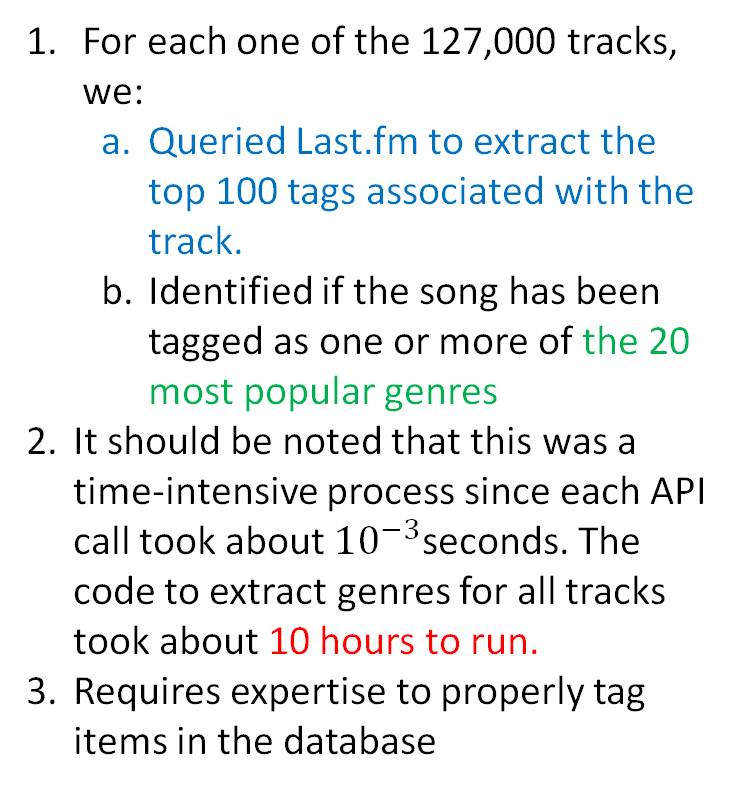 1. For each one of the 127,000 tracks,
we:
a. Queried Last.fm to extract the
top 100 tags associated with the
track.
b. Identified if the song has been
tagged as one or more of the 20
most popular genres
2. It should be noted that this was a
time-intensive process since each API
call took about 10⁻³seconds. The
code to extract genres for all tracks
took about 10 hours to run.
3. Requires expertise to properly tag
items in the database